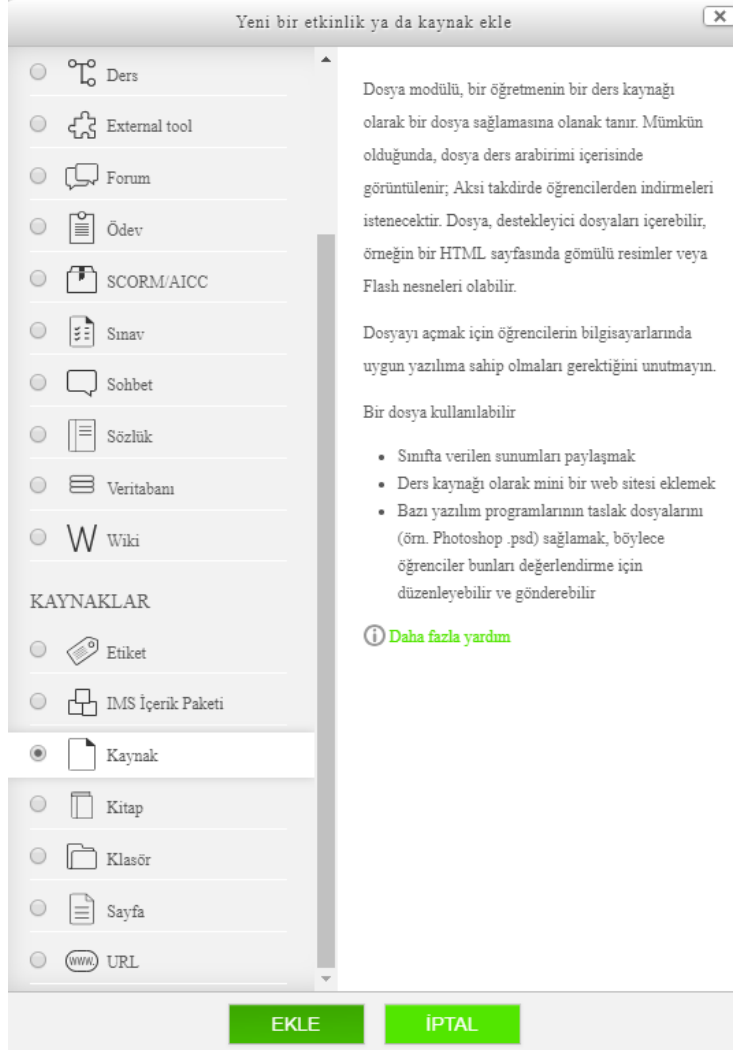 Yeni bir etkinlik ya da kaynak ekle
Ders
External tool
Forum
Ödev
SCORM/AICC
Sınav
Sohbet
Sözlük
Veritabanı
W Wiki
KAYNAKLAR
Etiket
IMS İçerik Paketi
Kaynak
Kitap
Klasör
Sayfa
www. URL
Dosya modülü, bir öğretmenin bir ders kaynağı
olarak bir dosya sağlamasına olanak tanır. Mümkün
olduğunda, dosya ders arabirimi içerisinde
görüntülenir; Aksi takdirde öğrencilerden indirmeleri
istenecektir. Dosya, destekleyici dosyaları içerebilir,
örneğin bir HTML sayfasında gömülü resimler veya
Flash nesneleri olabilir.
Dosyayı açmak için öğrencilerin bilgisayarlarında
uygun yazılıma sahip olmaları gerektiğini unutmayın.
Bir dosya kullanılabilir
• Sınıfta verilen sunumları paylaşmak
• Ders kaynağı olarak mini bir web sitesi eklemek
• Bazı yazılım programlarının taslak dosyalarını
(örn. Photoshop .psd) sağlamak, böylece
öğrenciler bunları değerlendirme için
düzenleyebilir ve gönderebilir
Daha fazla yardım
EKLE
İPTAL